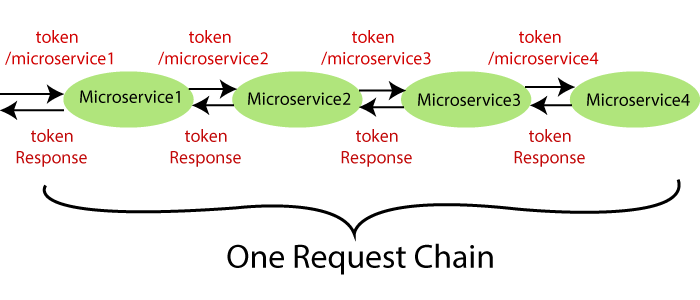 token
/microservice1
token
/microservice2
token
/microservice3
token
/microservice4
Microservice1
Microservice2
Microservice3
Microservice4
token
Response
token
Response
token
Response
token
Response
One Request Chain